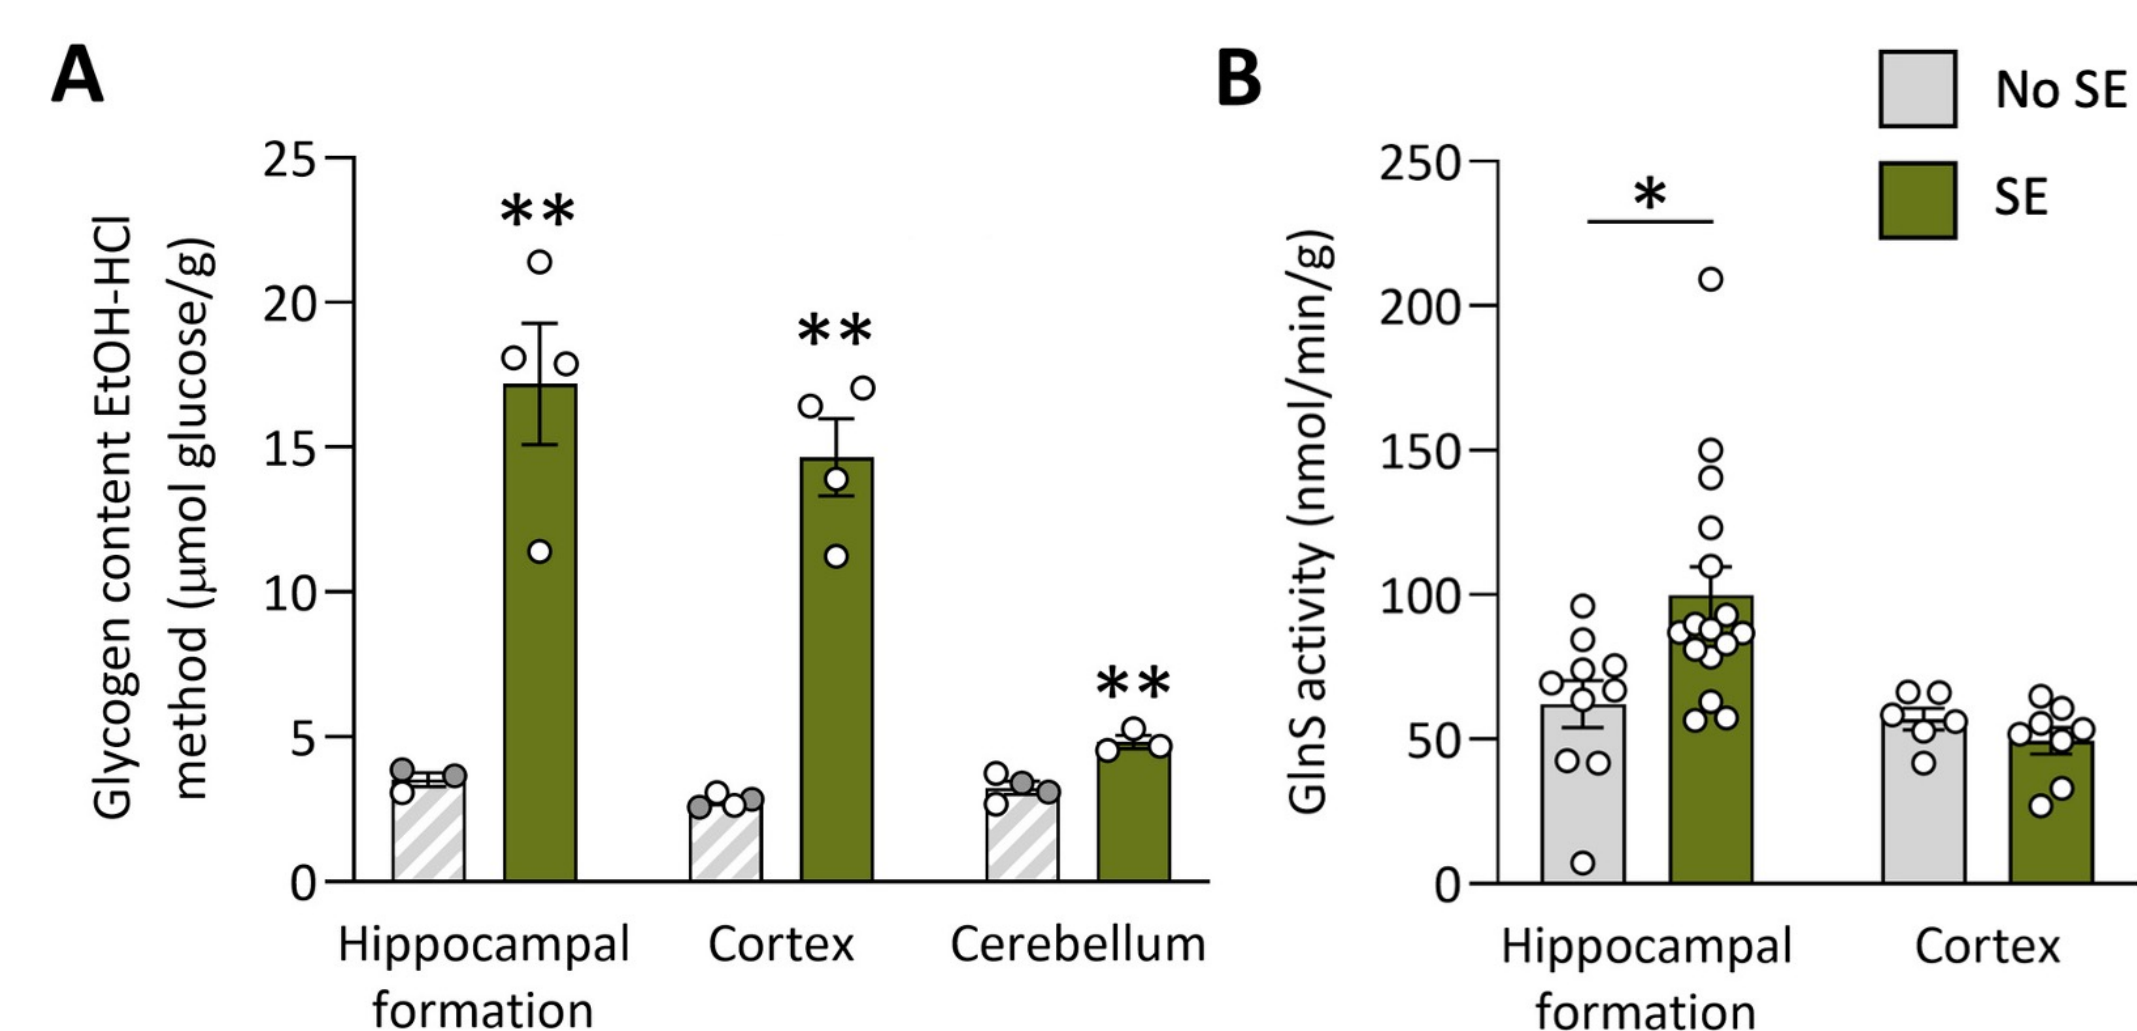 A
Glycogen content EtOH-HCl
method (μmol glucose/g)
25
20
15
10
5
0
**
**
**
Hippocampal
formation
Cortex
Cerebellum
B
No SE
SE
GlnS activity (nmol/min/g)
250
200
150
100
50
0
*
Hippocampal
formation
Cortex